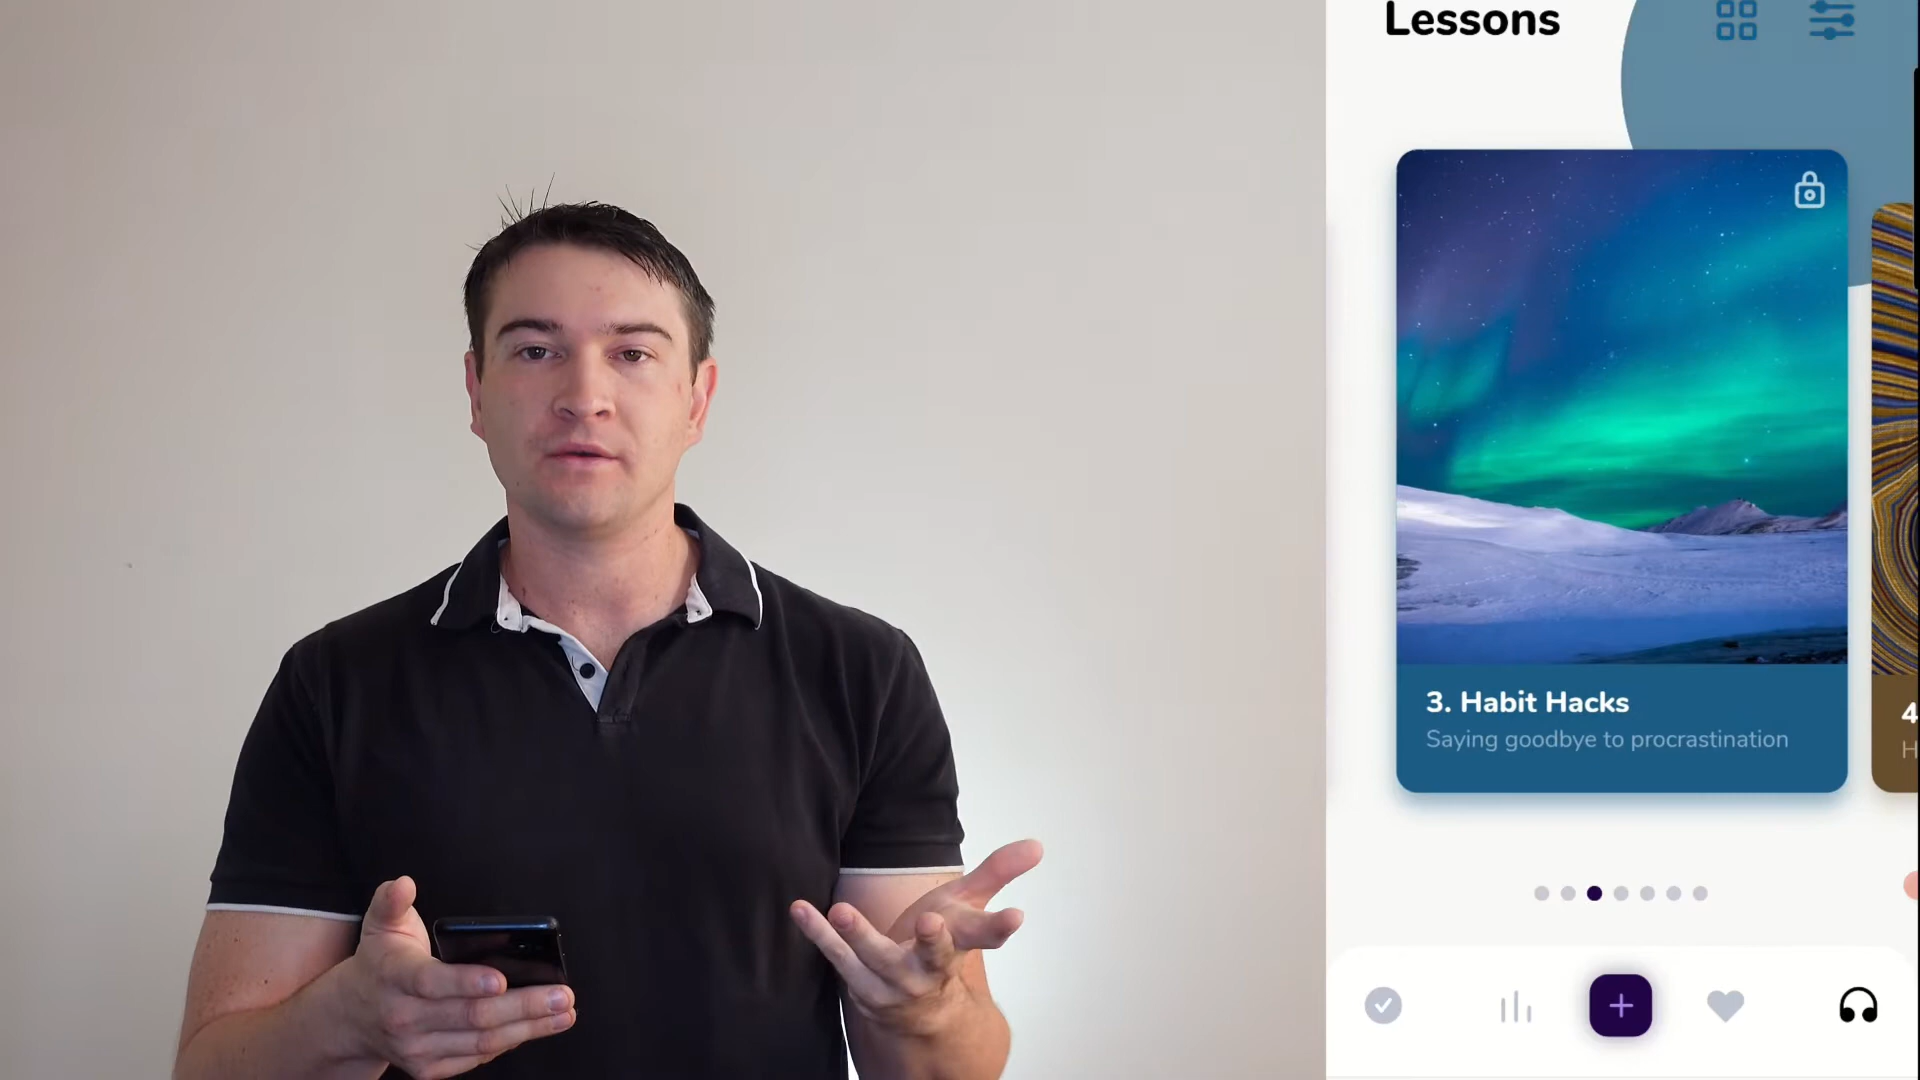 Lessons
3. Habit Hacks
Saying goodbye to procrastination
4
H